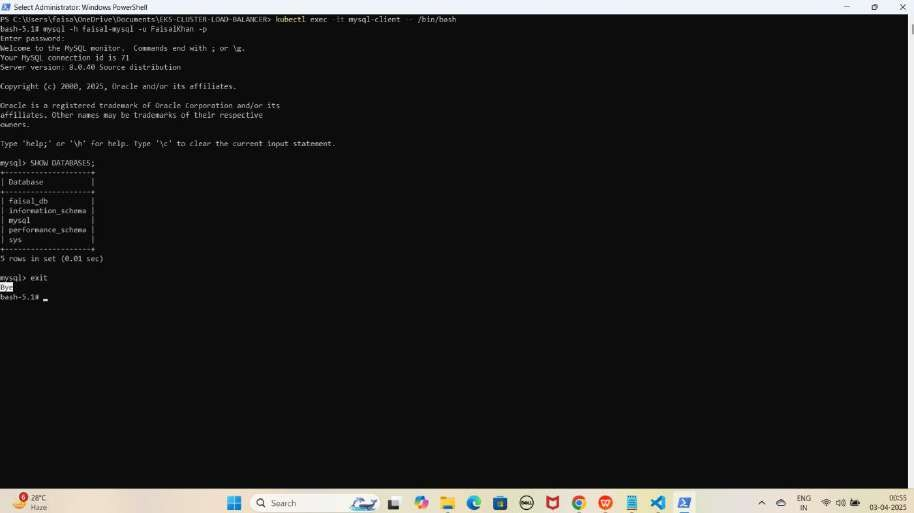 Select Administrator: Windows PowerShell
PS C:\Users\faisa\OneDrive\Documents\EKS-CLUSTER-LOAD-BALANCER> kubectl exec -it mysql-client -- /bin/bash
bash-5.1# mysql -h faisal-mysql -u FaisalKhan -p
Enter password:
Welcome to the MySQL monitor.  Commands end with ; or \g.
Your MySQL connection id is 71
Server version: 8.0.40 Source distribution
Copyright (c) 2000, 2025, Oracle and/or its affiliates.
Oracle is a registered trademark of Oracle Corporation and/or its
affiliates. Other names may be trademarks of their respective
owners.
Type 'help;' or '\h' for help. Type '\c' to clear the current input statement.
mysql> SHOW DATABASES;
+--------------------+
| Database           |
+--------------------+
| faisal_db          |
| information_schema |
| mysql              |
| performance_schema |
| sys                |
+--------------------+
5 rows in set (0.01 sec)
mysql> exit
Bye
bash-5.1#
6
28°C
Haze
Search
DELL
ENG
IN
00:55
03-04-2025